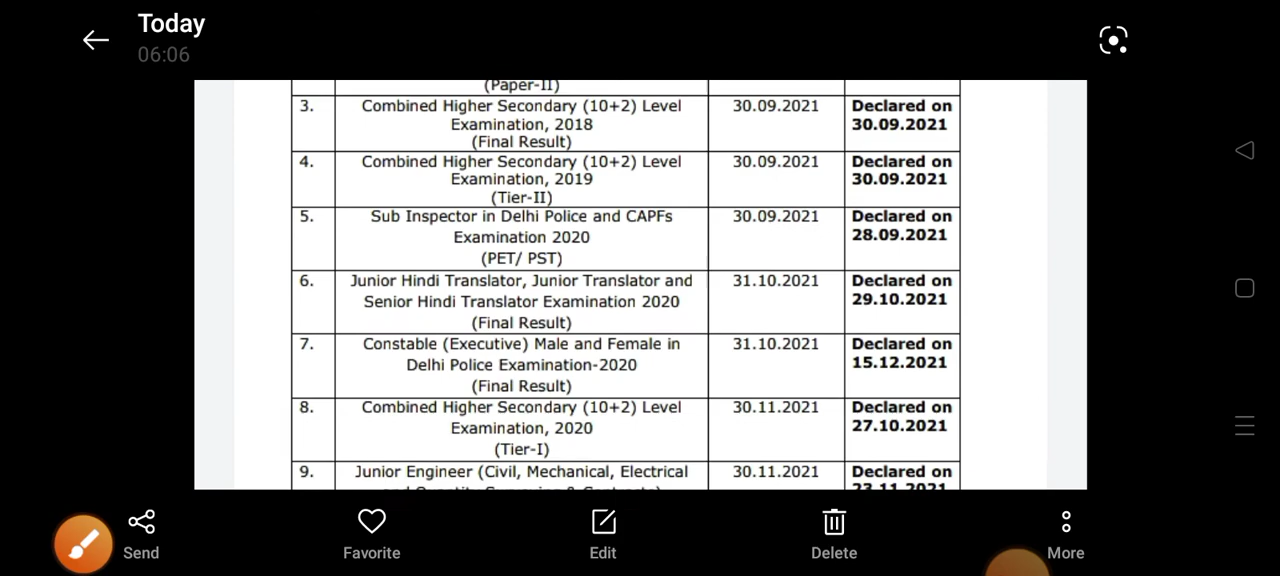 Today
06:06
(Paper-II)
3. Combined Higher Secondary (10+2) Level Examination, 2018 (Final Result) 30.09.2021 Declared on 30.09.2021
4. Combined Higher Secondary (10+2) Level Examination, 2019 (Tier-II) 30.09.2021 Declared on 30.09.2021
5. Sub Inspector in Delhi Police and CAPFs Examination 2020 (PET/ PST) 30.09.2021 Declared on 28.09.2021
6. Junior Hindi Translator, Junior Translator and Senior Hindi Translator Examination 2020 (Final Result) 31.10.2021 Declared on 29.10.2021
7. Constable (Executive) Male and Female in Delhi Police Examination-2020 (Final Result) 31.10.2021 Declared on 15.12.2021
8. Combined Higher Secondary (10+2) Level Examination, 2020 (Tier-I) 30.11.2021 Declared on 27.10.2021
9. Junior Engineer (Civil, Mechanical, Electrical 30.11.2021 Declared on 23.11.2021
Send Favorite Edit Delete More